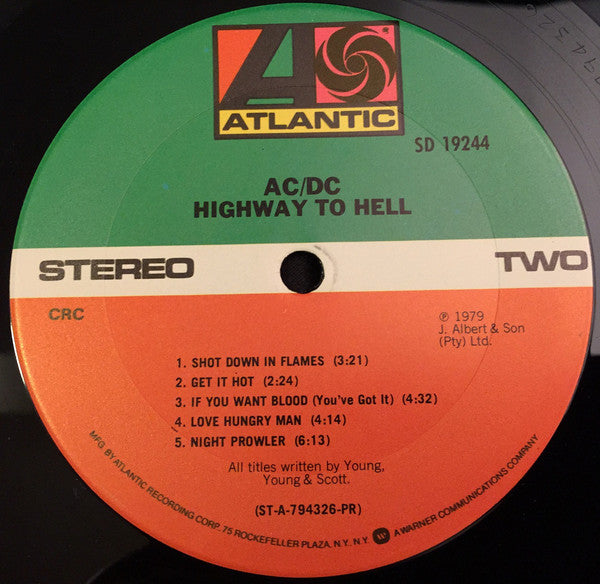 ATLANTIC
SD 19244
AC/DC
HIGHWAY TO HELL
STEREO
TWO
CRC
℗ 1979
J. Albert & Son
(Pty) Ltd.
1. SHOT DOWN IN FLAMES (3:21)
2. GET IT HOT (2:24)
3. IF YOU WANT BLOOD (You've Got It) (4:32)
4. LOVE HUNGRY MAN (4:14)
5. NIGHT PROWLER (6:13)
All titles written by Young,
Young & Scott.
(ST-A-794326-PR)
MFG BY ATLANTIC RECORDING CORP. 75 ROCKEFELLER PLAZA, N.Y. N.Y. W A WARNER COMMUNICATIONS COMPANY